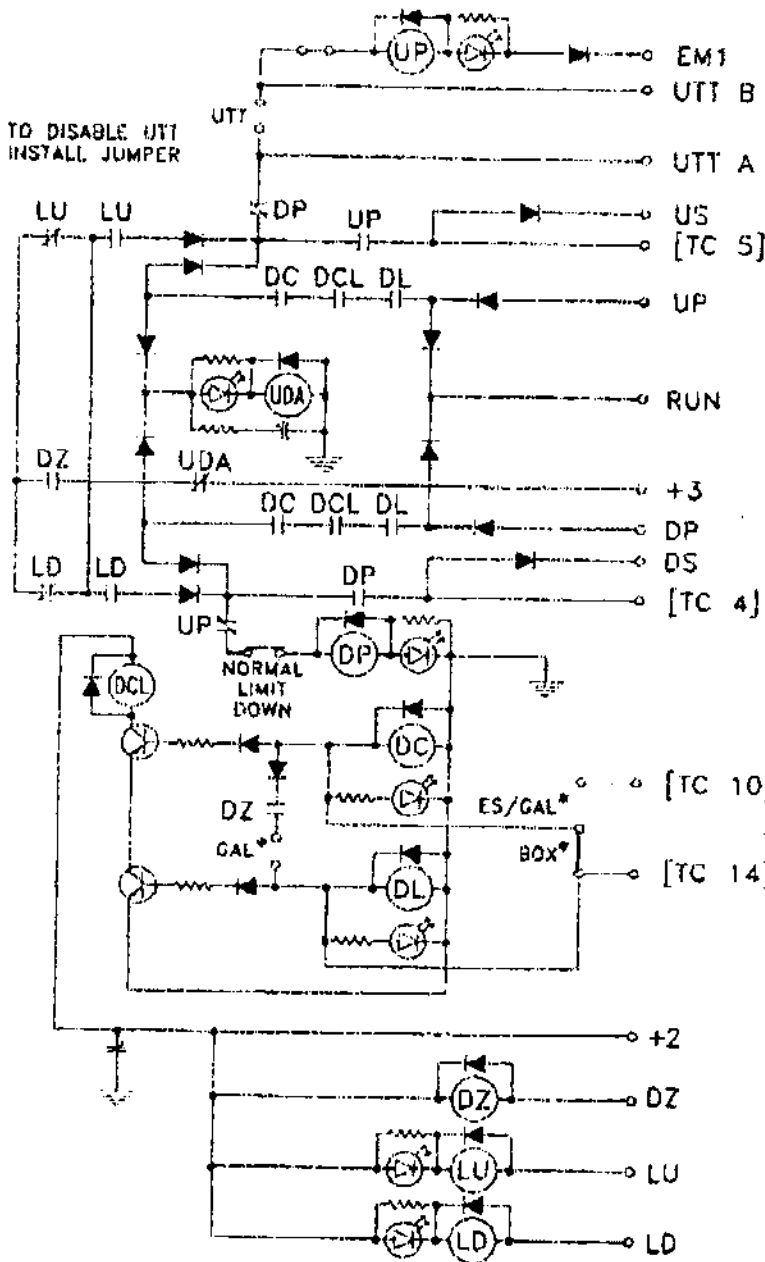 UP
EM1
UTT B
UTT
TO DISABLE UTT
INSTALL JUMPER
UTT A
DP
US
LU LU
UP
[TC 5]
DC DCL DL
UP
UDA
RUN
DZ UDA
+3
DC DCL DL
DP
DS
LD LD
DP
[TC 4]
UP
DP
NORMAL
LIMIT
DOWN
DCL
DC
DZ
ES/GAL*
[TC 10
GAL*
BOX*
DL
[TC 14]
+2
DZ
DZ
LU
LU
LD
LD